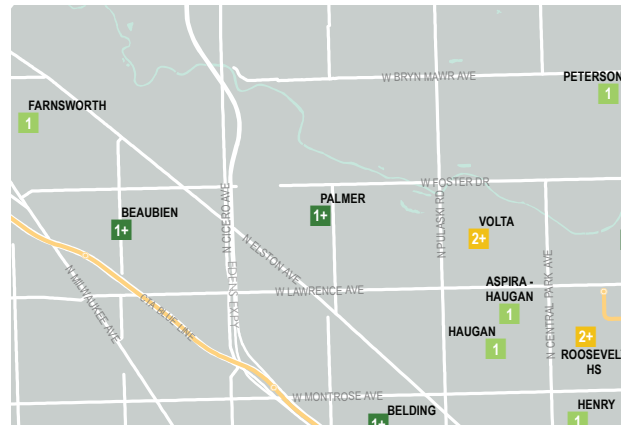 W BRYN MAWR AVE
PETERSON
1
FARNSWORTH
1
W FOSTER DR
PALMER
1+
BEAUBIEN
1+
N CICERO AVE
N PULASKI RD
VOLTA
2+
N ELSTON AVE
EDENS EXPY
W LAWRENCE AVE
ASPIRA -
HAUGAN
1
N CENTRAL PARK AVE
N MILWAUKEE AVE
CTA BLUE LINE
HAUGAN
1
2+
ROOSEVEL
HS
W MONTROSE AVE
BELDING
1+
HENRY
1